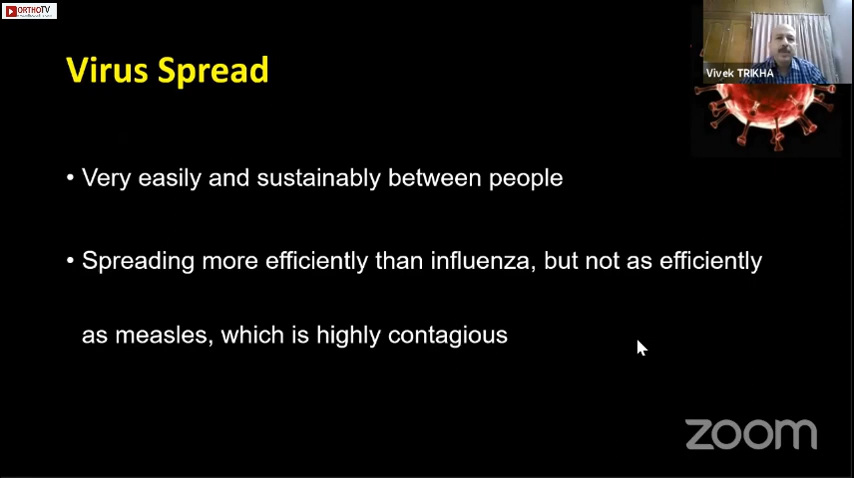 ORTHOTV
Vivek TRIKHA
Virus Spread
• Very easily and sustainably between people
• Spreading more efficiently than influenza, but not as efficiently
as measles, which is highly contagious
zoom